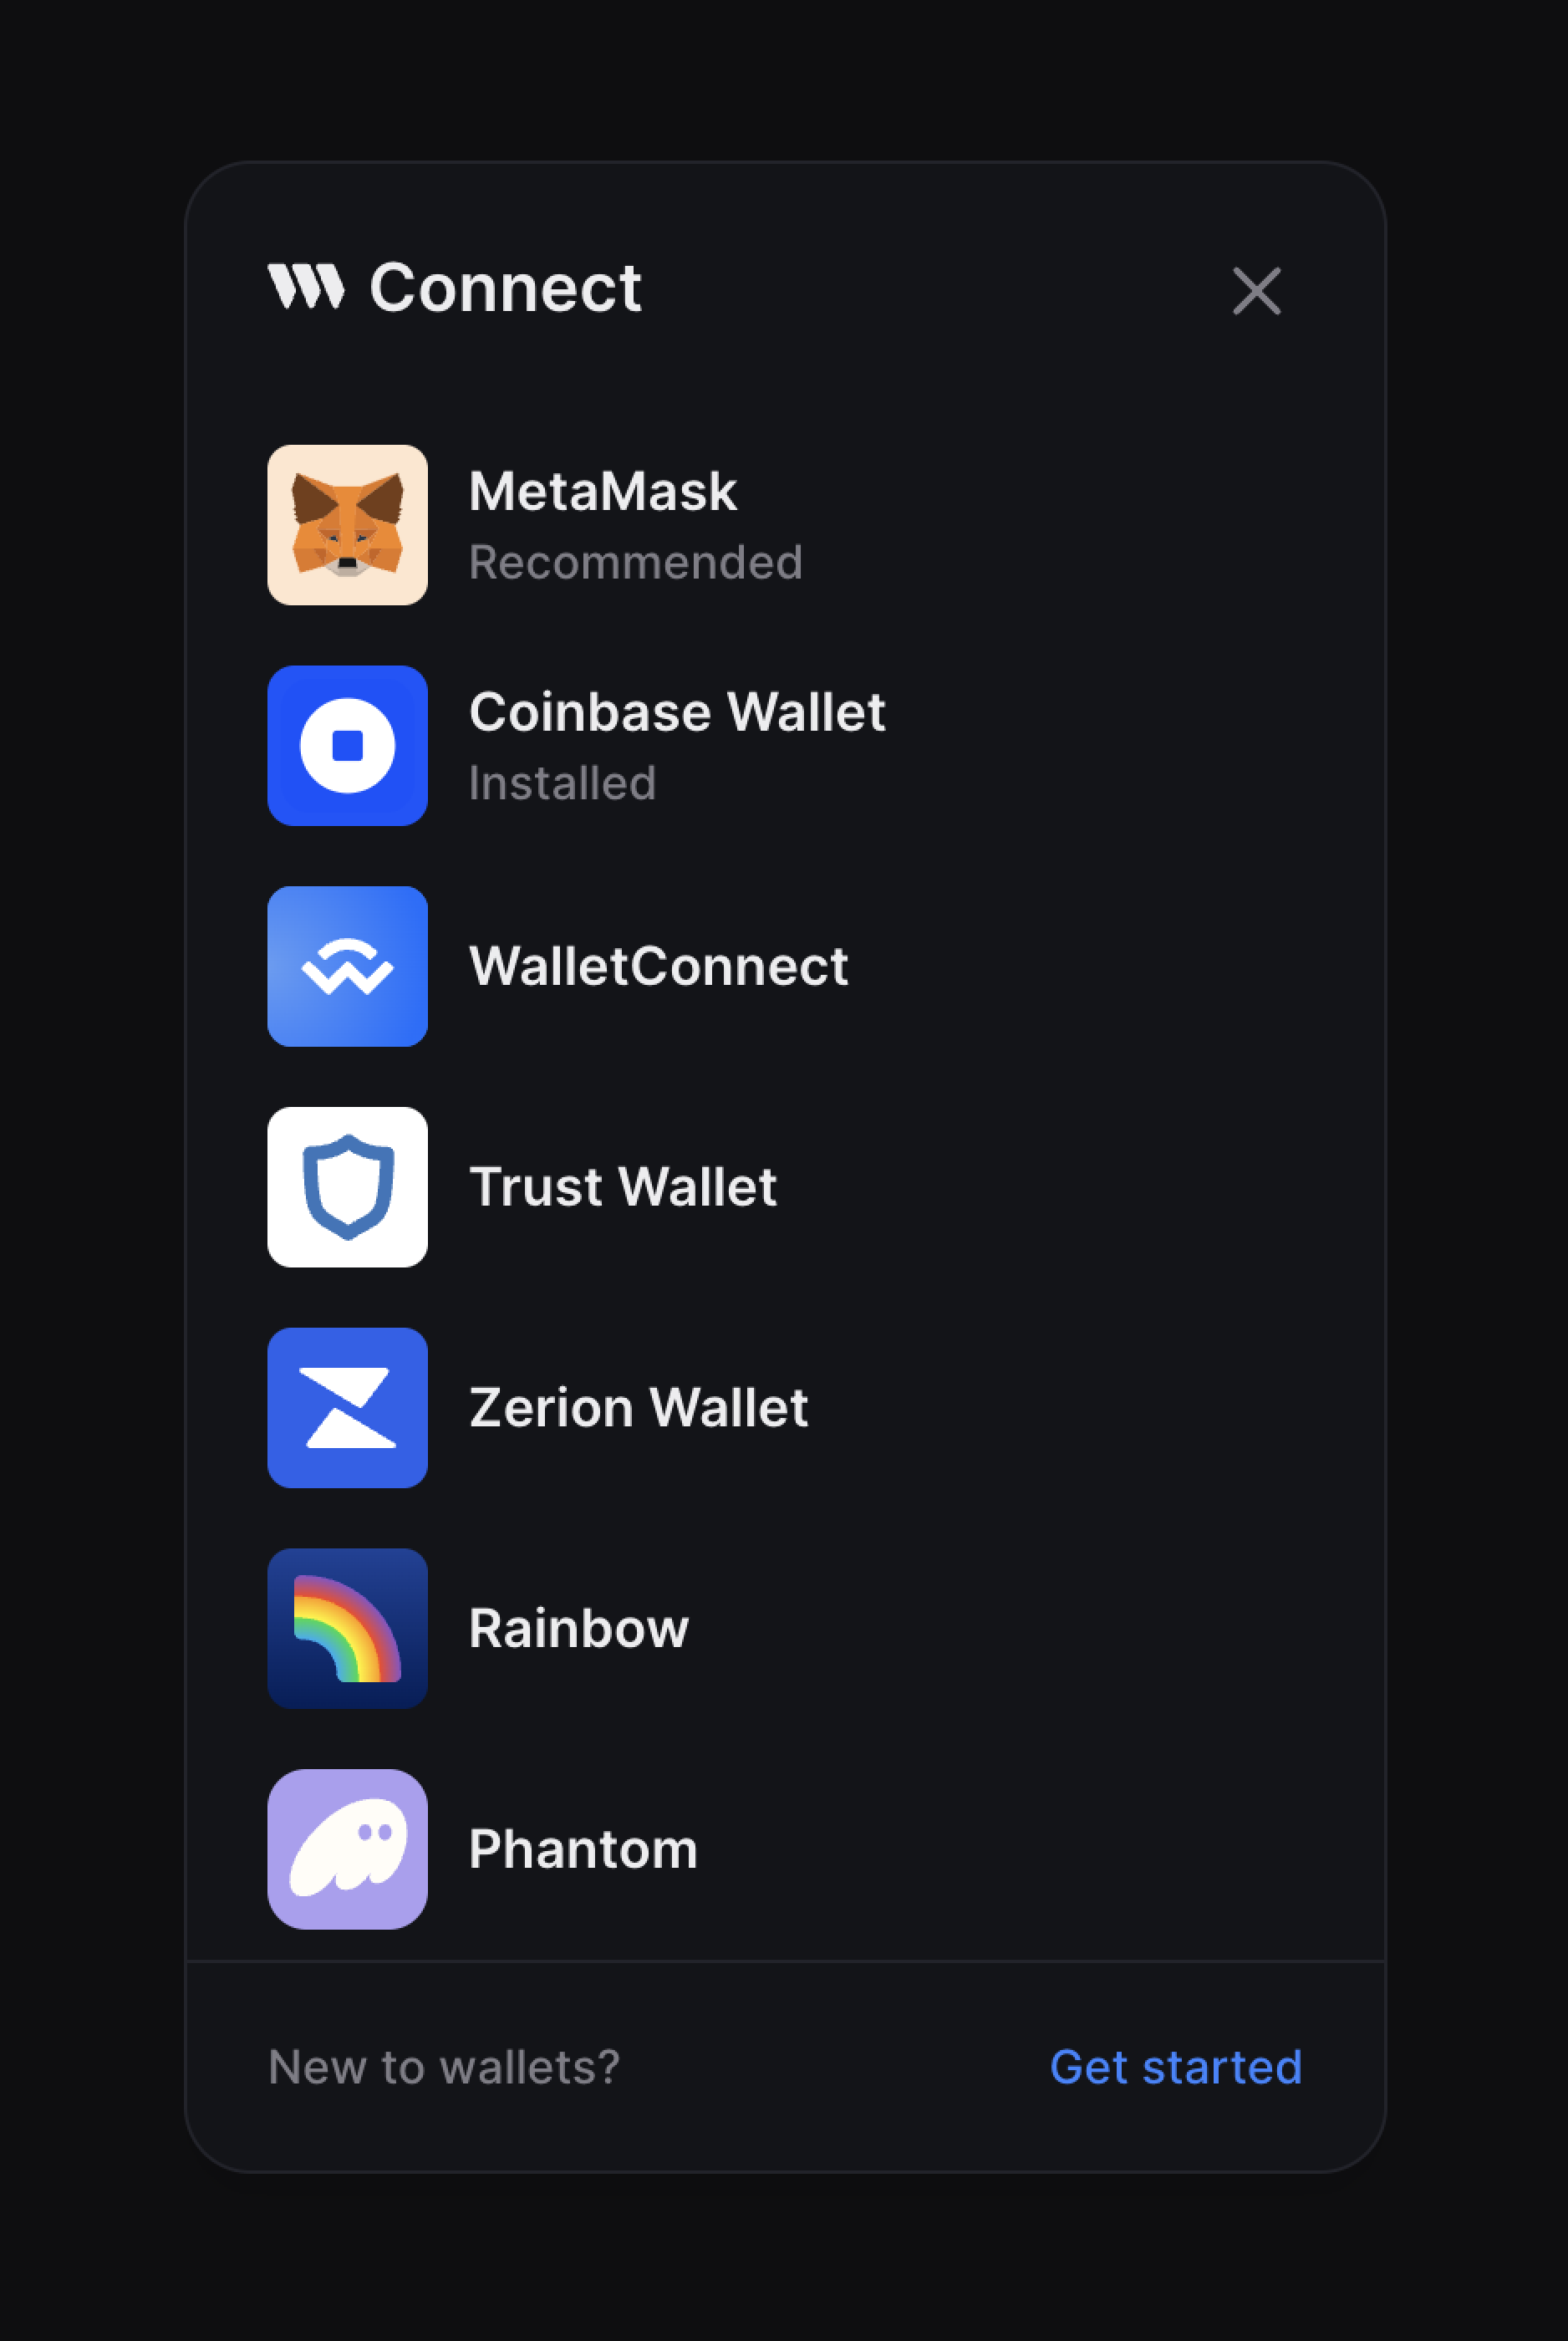 Connect
MetaMask
Recommended
Coinbase Wallet
Installed
WalletConnect
Trust Wallet
Zerion Wallet
Rainbow
Phantom
New to wallets?
Get started